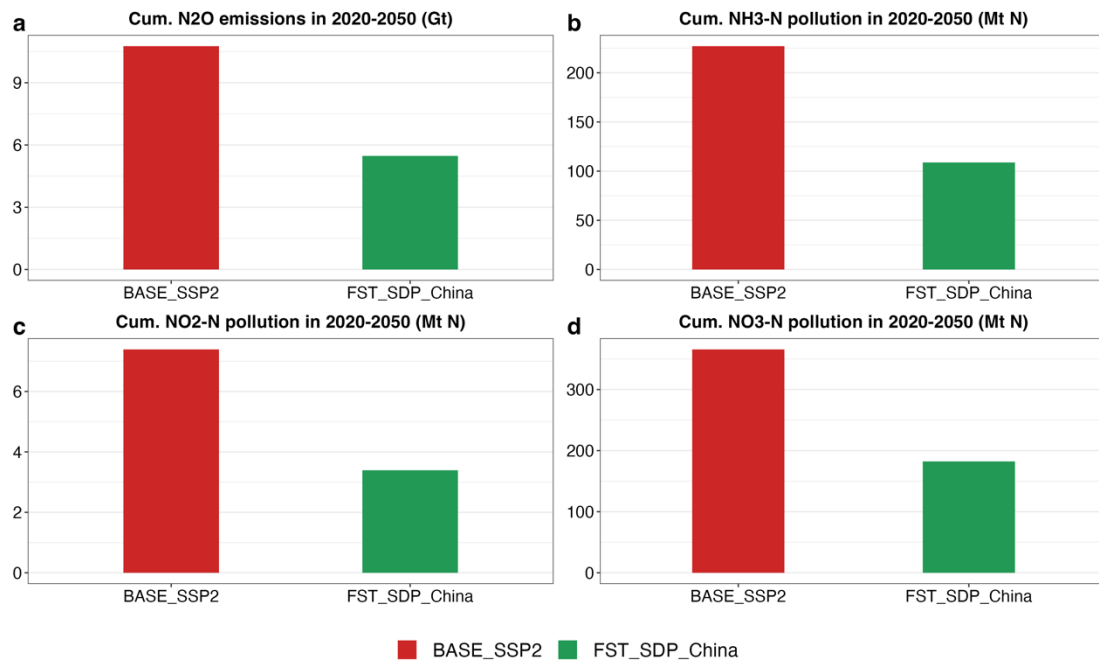 a Cum. N2O emissions in 2020-2050 (Gt)
9
6
3
0
BASE_SSP2 FST_SDP_China
b Cum. NH3-N pollution in 2020-2050 (Mt N)
200
150
100
50
0
BASE_SSP2 FST_SDP_China
c Cum. NO2-N pollution in 2020-2050 (Mt N)
6
4
2
0
BASE_SSP2 FST_SDP_China
d Cum. NO3-N pollution in 2020-2050 (Mt N)
300
200
100
0
BASE_SSP2 FST_SDP_China
BASE_SSP2 FST_SDP_China